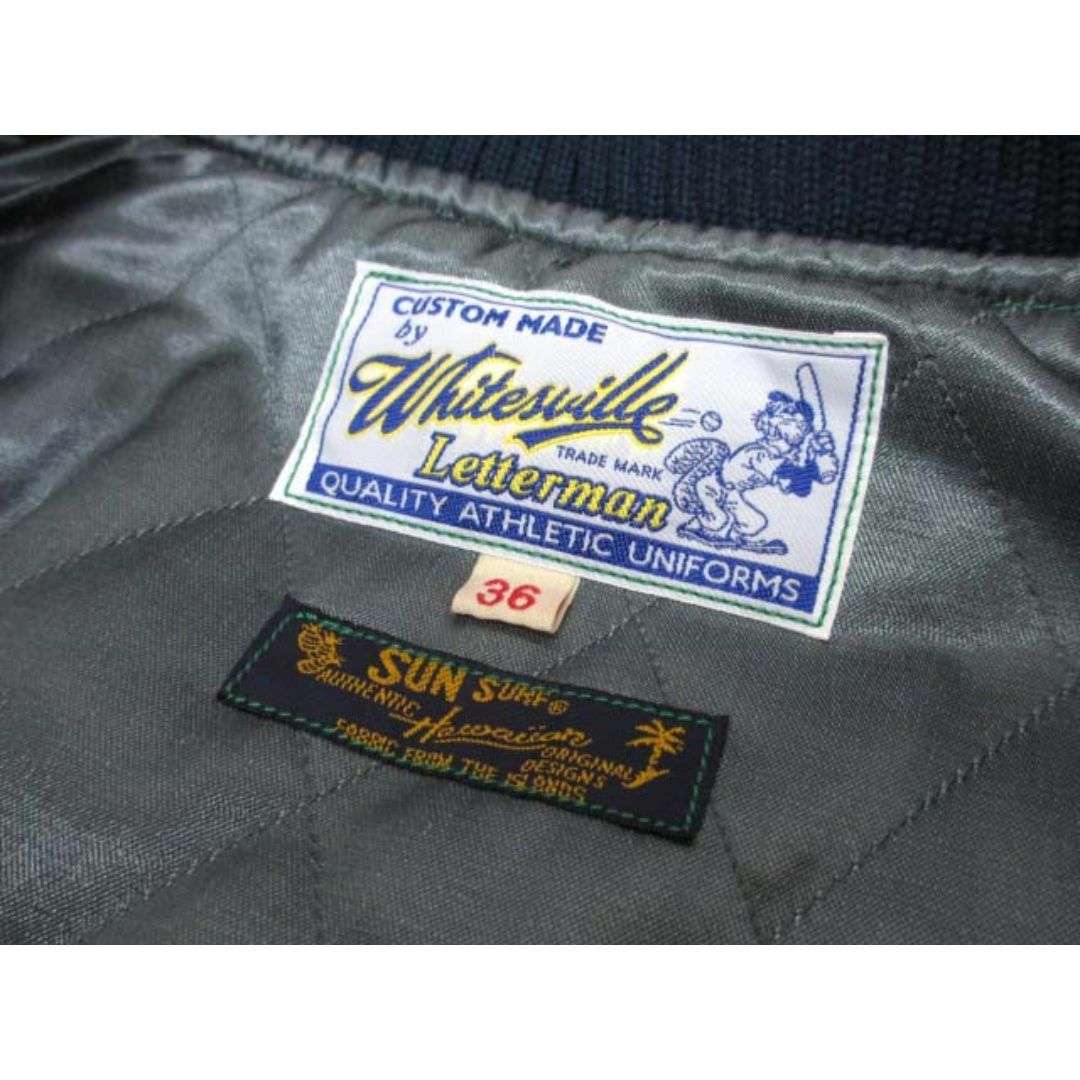 CUSTOM MADE
by
Whitesville
TRADE MARK
Letterman
QUALITY ATHLETIC UNIFORMS
36
SUN SURF®
AUTHENTIC Hawaiian ORIGINAL DESIGNS
FABRIC FROM THE ISLANDS